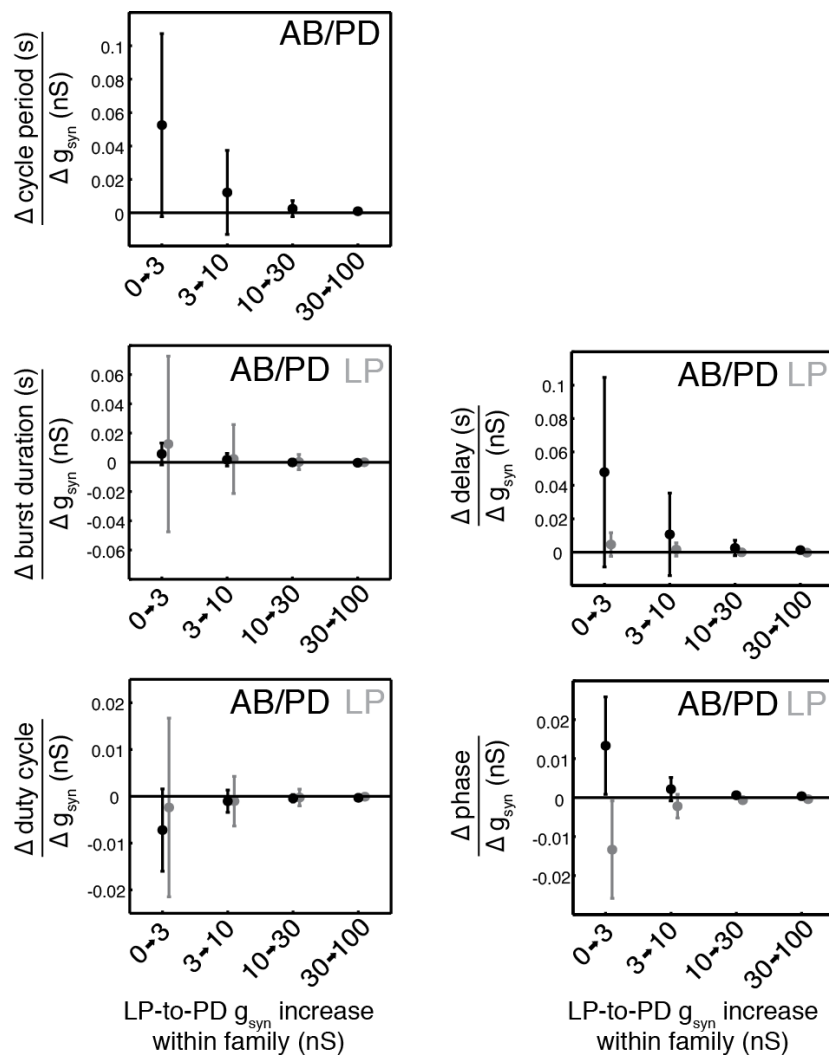 AB/PD
Δ cycle period (s)
Δ g_syn (nS)
0.1
0.08
0.06
0.04
0.02
0
0→3
3→10
10→30
30→100
AB/PD LP
Δ burst duration (s)
Δ g_syn (nS)
0.06
0.04
0.02
0
-0.02
-0.04
-0.06
0→3
3→10
10→30
30→100
AB/PD LP
Δ delay (s)
Δ g_syn (nS)
0.1
0.08
0.06
0.04
0.02
0
0→3
3→10
10→30
30→100
AB/PD LP
Δ duty cycle
Δ g_syn (nS)
0.02
0.01
0
-0.01
-0.02
0→3
3→10
10→30
30→100
LP-to-PD g_syn increase
within family (nS)
AB/PD LP
Δ phase
Δ g_syn (nS)
0.02
0.01
0
-0.01
-0.02
0→3
3→10
10→30
30→100
LP-to-PD g_syn increase
within family (nS)